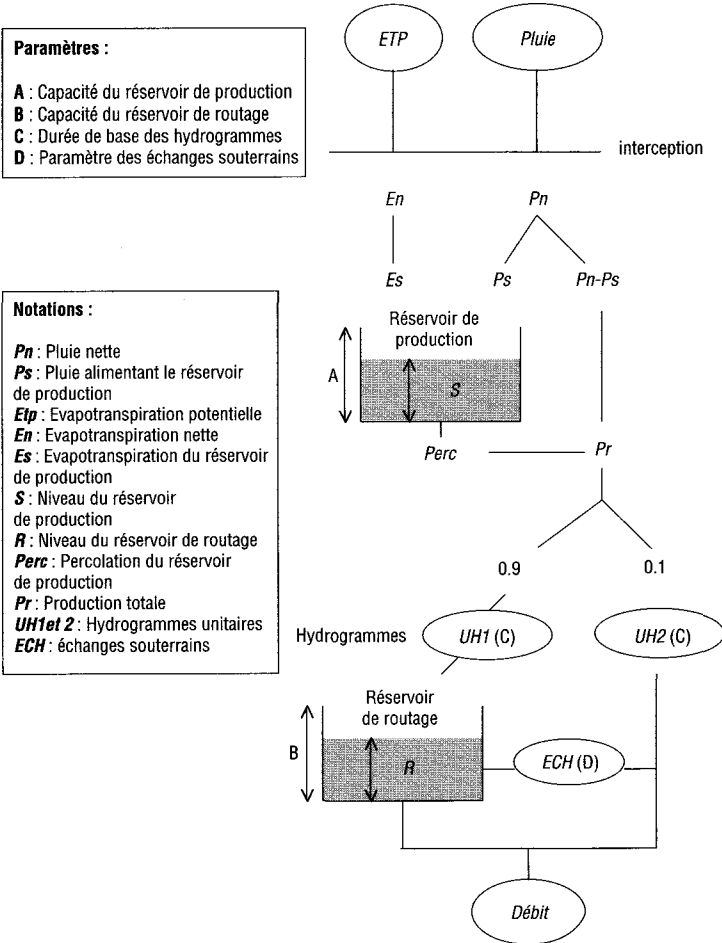 Paramètres :
A : Capacité du réservoir de production
B : Capacité du réservoir de routage
C : Durée de base des hydrogrammes
D : Paramètre des échanges souterrains
ETP
Pluie
interception
En
Pn
Es
Ps
Pn-Ps
Notations :
Pn : Pluie nette
Ps : Pluie alimentant le réservoir
de production
Etp : Evapotranspiration potentielle
En : Evapotranspiration nette
Es : Evapotranspiration du réservoir
de production
S : Niveau du réservoir
de production
R : Niveau du réservoir de routage
Perc : Percolation du réservoir
de production
Pr : Production totale
UH1et 2 : Hydrogrammes unitaires
ECH : échanges souterrains
Réservoir de
production
A
S
Perc
Pr
0.9
0.1
Hydrogrammes
UH1 (C)
UH2 (C)
Réservoir
de routage
B
R
ECH (D)
Débit